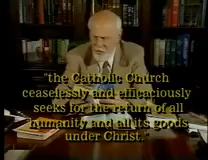 "the Catholic Church
ceaselessly and efficaciously
seeks for the return of all
humanity and all its goods
under Christ."